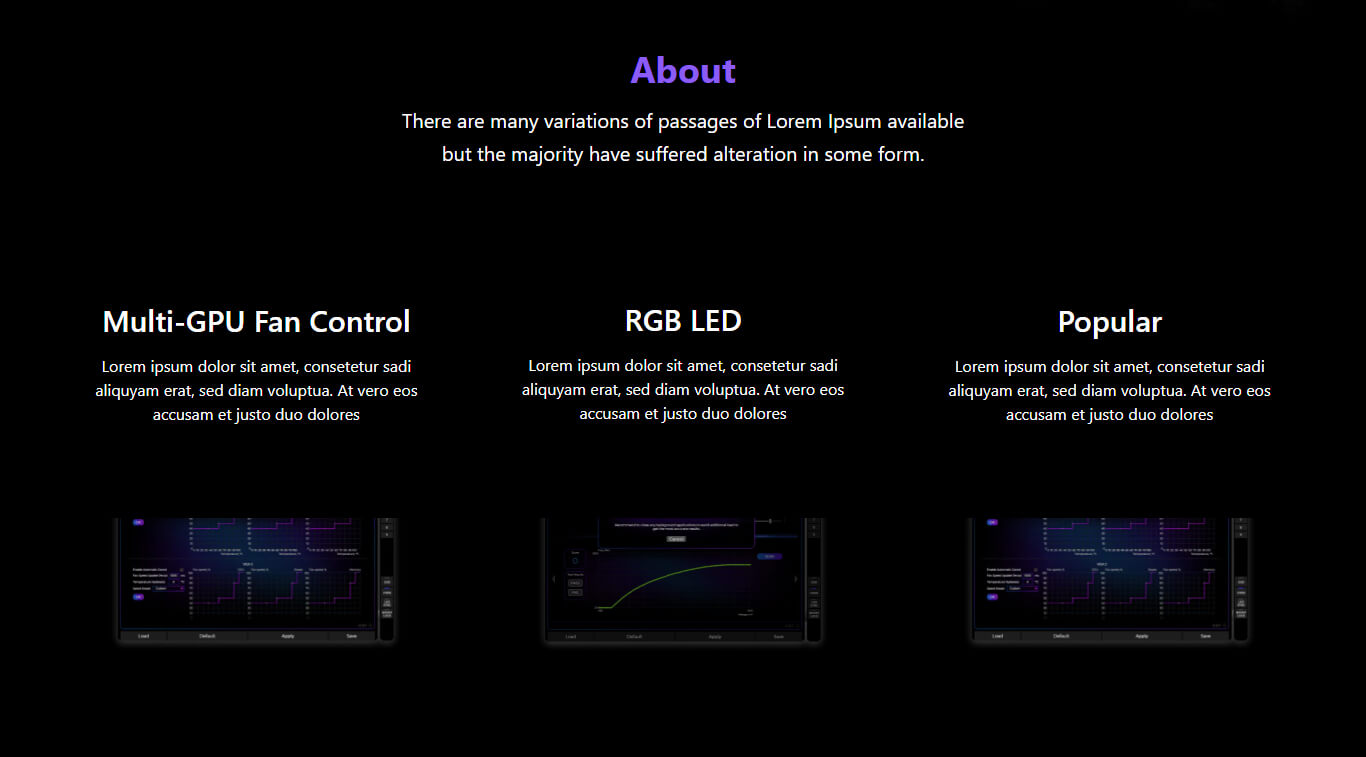 About
There are many variations of passages of Lorem Ipsum available
but the majority have suffered alteration in some form.
Multi-GPU Fan Control
Lorem ipsum dolor sit amet, consetetur sadi
aliquyam erat, sed diam voluptua. At vero eos
accusam et justo duo dolores
RGB LED
Lorem ipsum dolor sit amet, consetetur sadi
aliquyam erat, sed diam voluptua. At vero eos
accusam et justo duo dolores
Popular
Lorem ipsum dolor sit amet, consetetur sadi
aliquyam erat, sed diam voluptua. At vero eos
accusam et justo duo dolores
Load Default Apply Save
Cancel
Load Default Apply Save
Load Default Apply Save